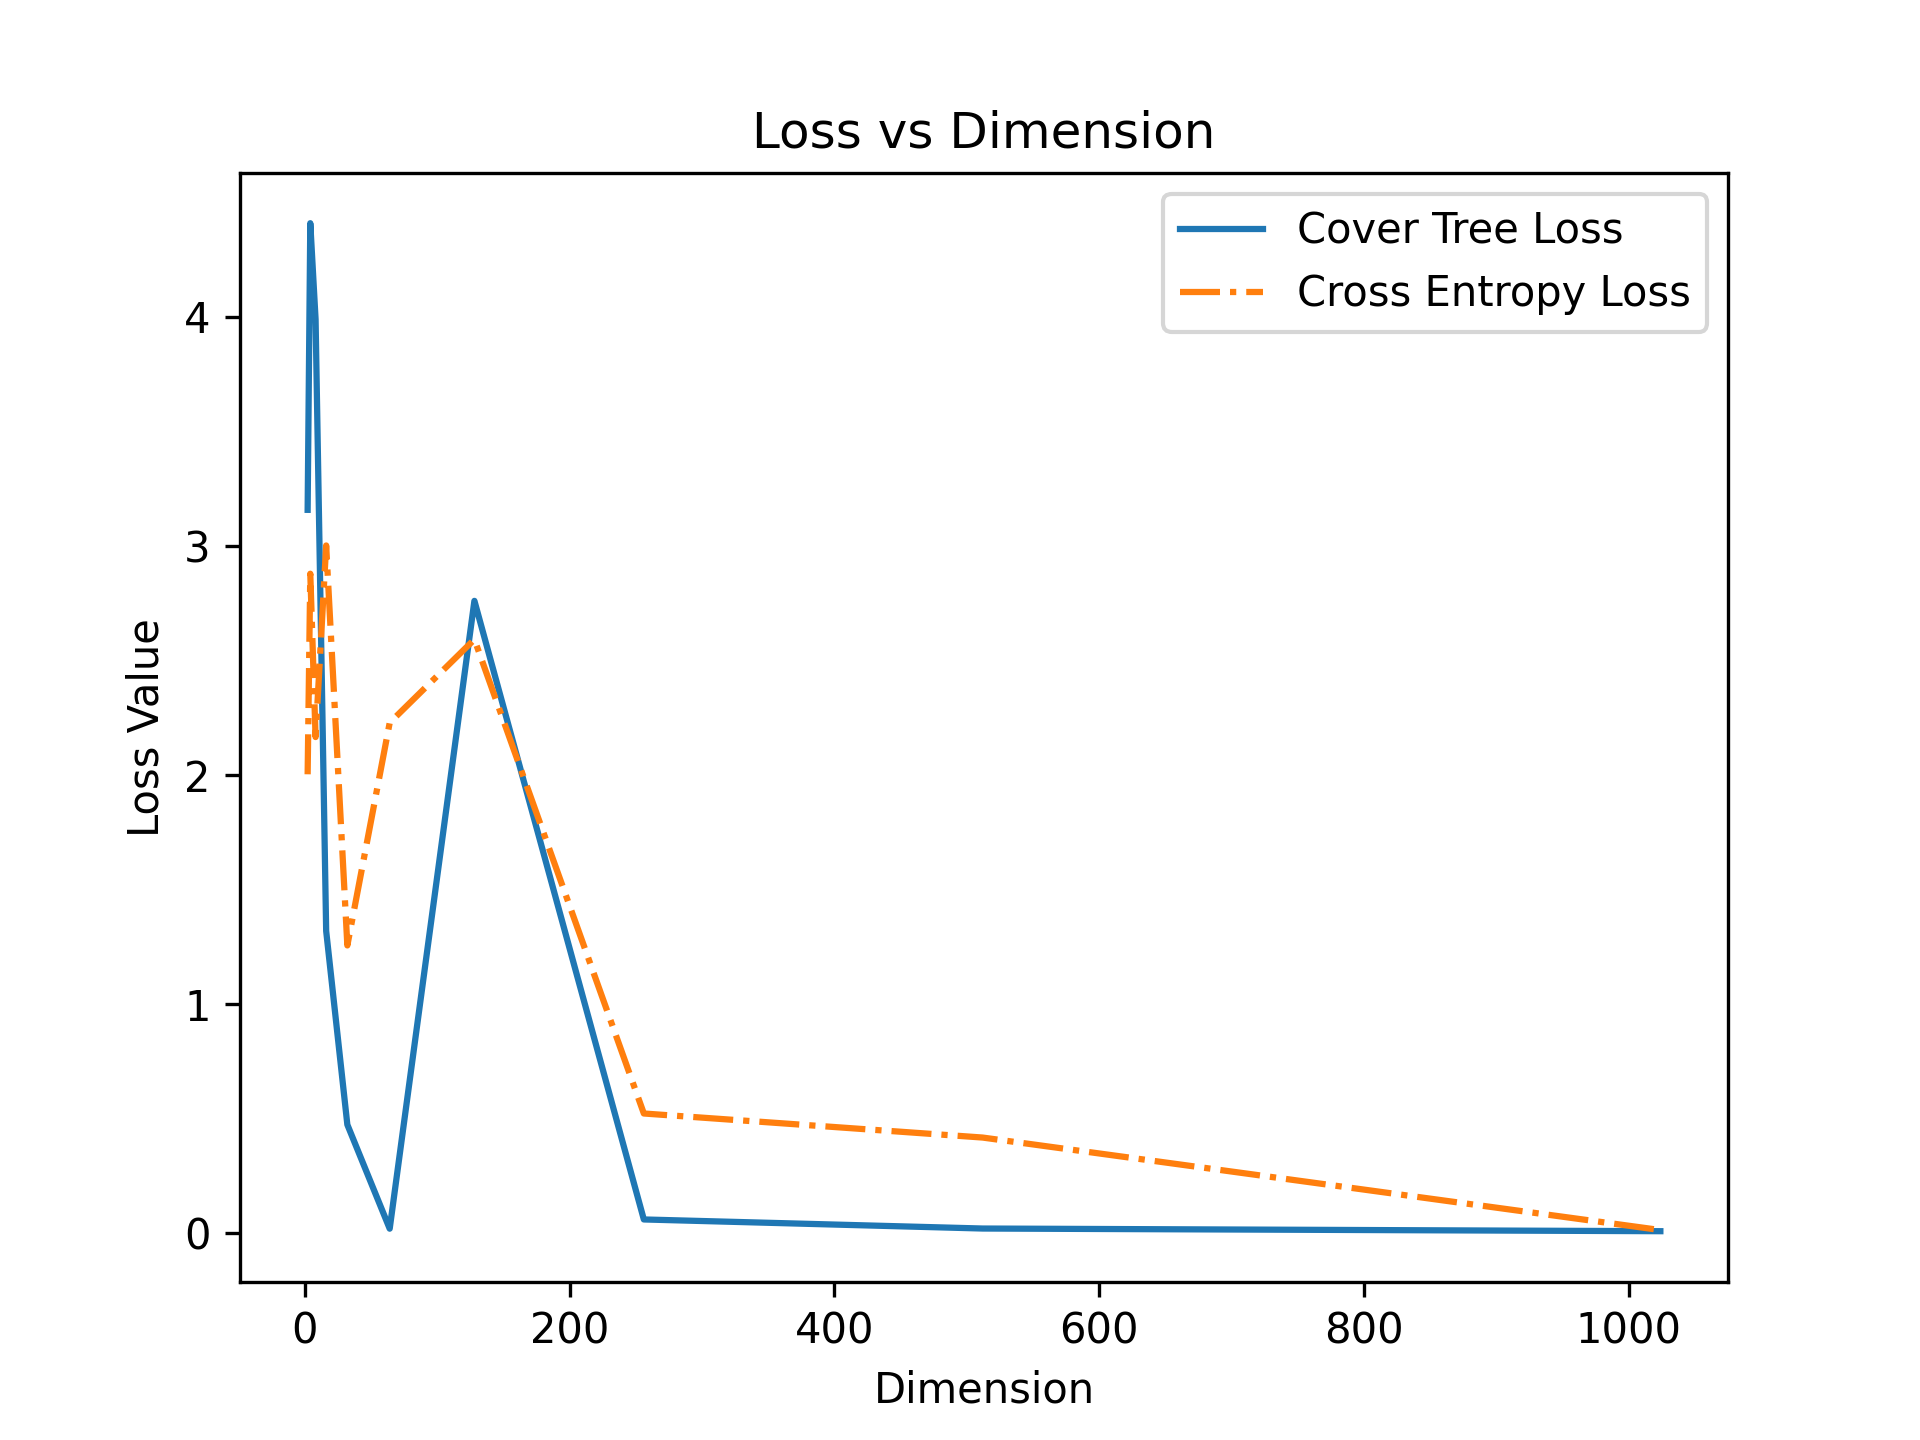 Loss vs Dimension
Cover Tree Loss
Cross Entropy Loss
Loss Value
4
3
2
1
0
0 200 400 600 800 1000
Dimension